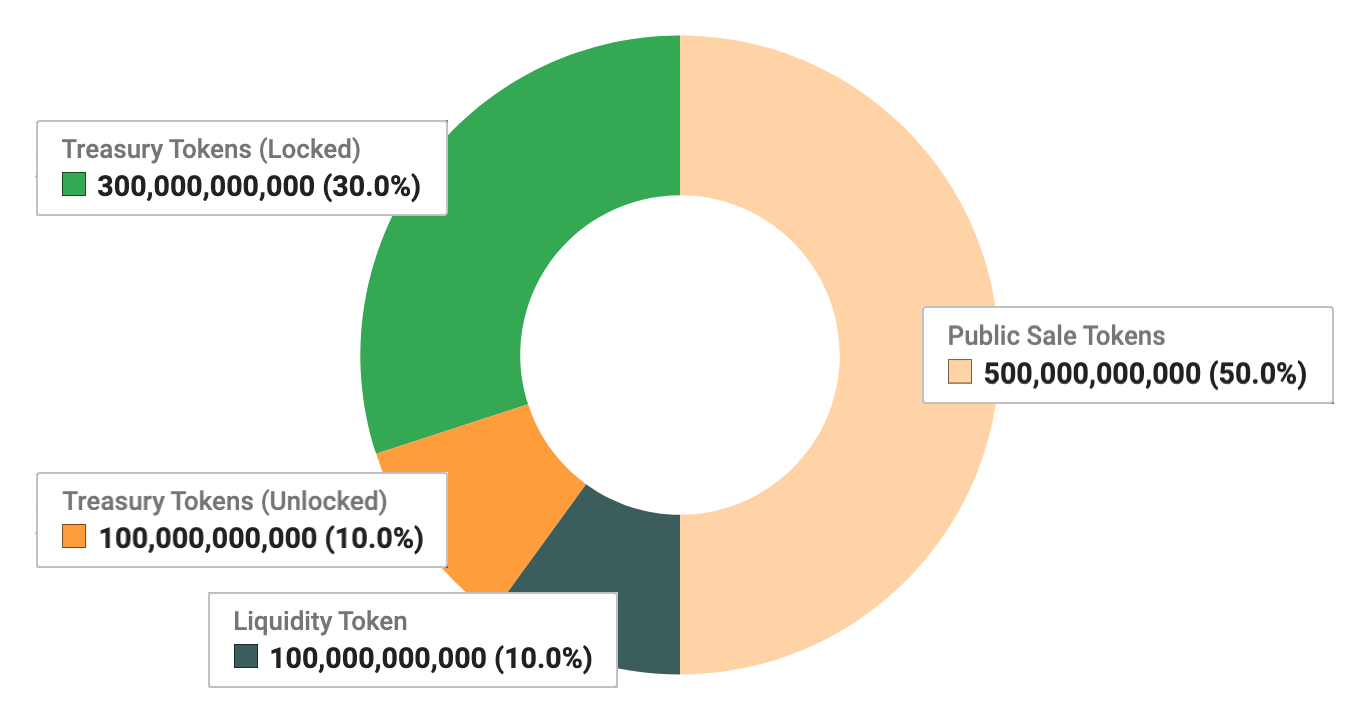 Treasury Tokens (Locked)
300,000,000,000 (30.0%)
Public Sale Tokens
500,000,000,000 (50.0%)
Treasury Tokens (Unlocked)
100,000,000,000 (10.0%)
Liquidity Token
100,000,000,000 (10.0%)